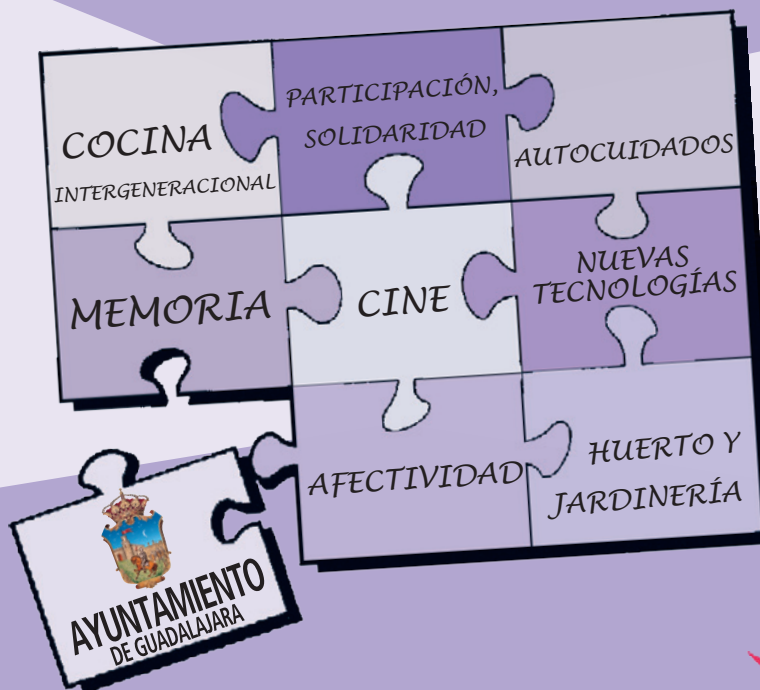 COCINA
INTERGENERACIONAL
PARTICIPACIÓN,
SOLIDARIDAD
AUTOCUIDADOS
MEMORIA
CINE
NUEVAS
TECNOLOGÍAS
AFECTIVIDAD
HUERTO Y
JARDINERÍA
AYUNTAMIENTO
DE GUADALAJARA